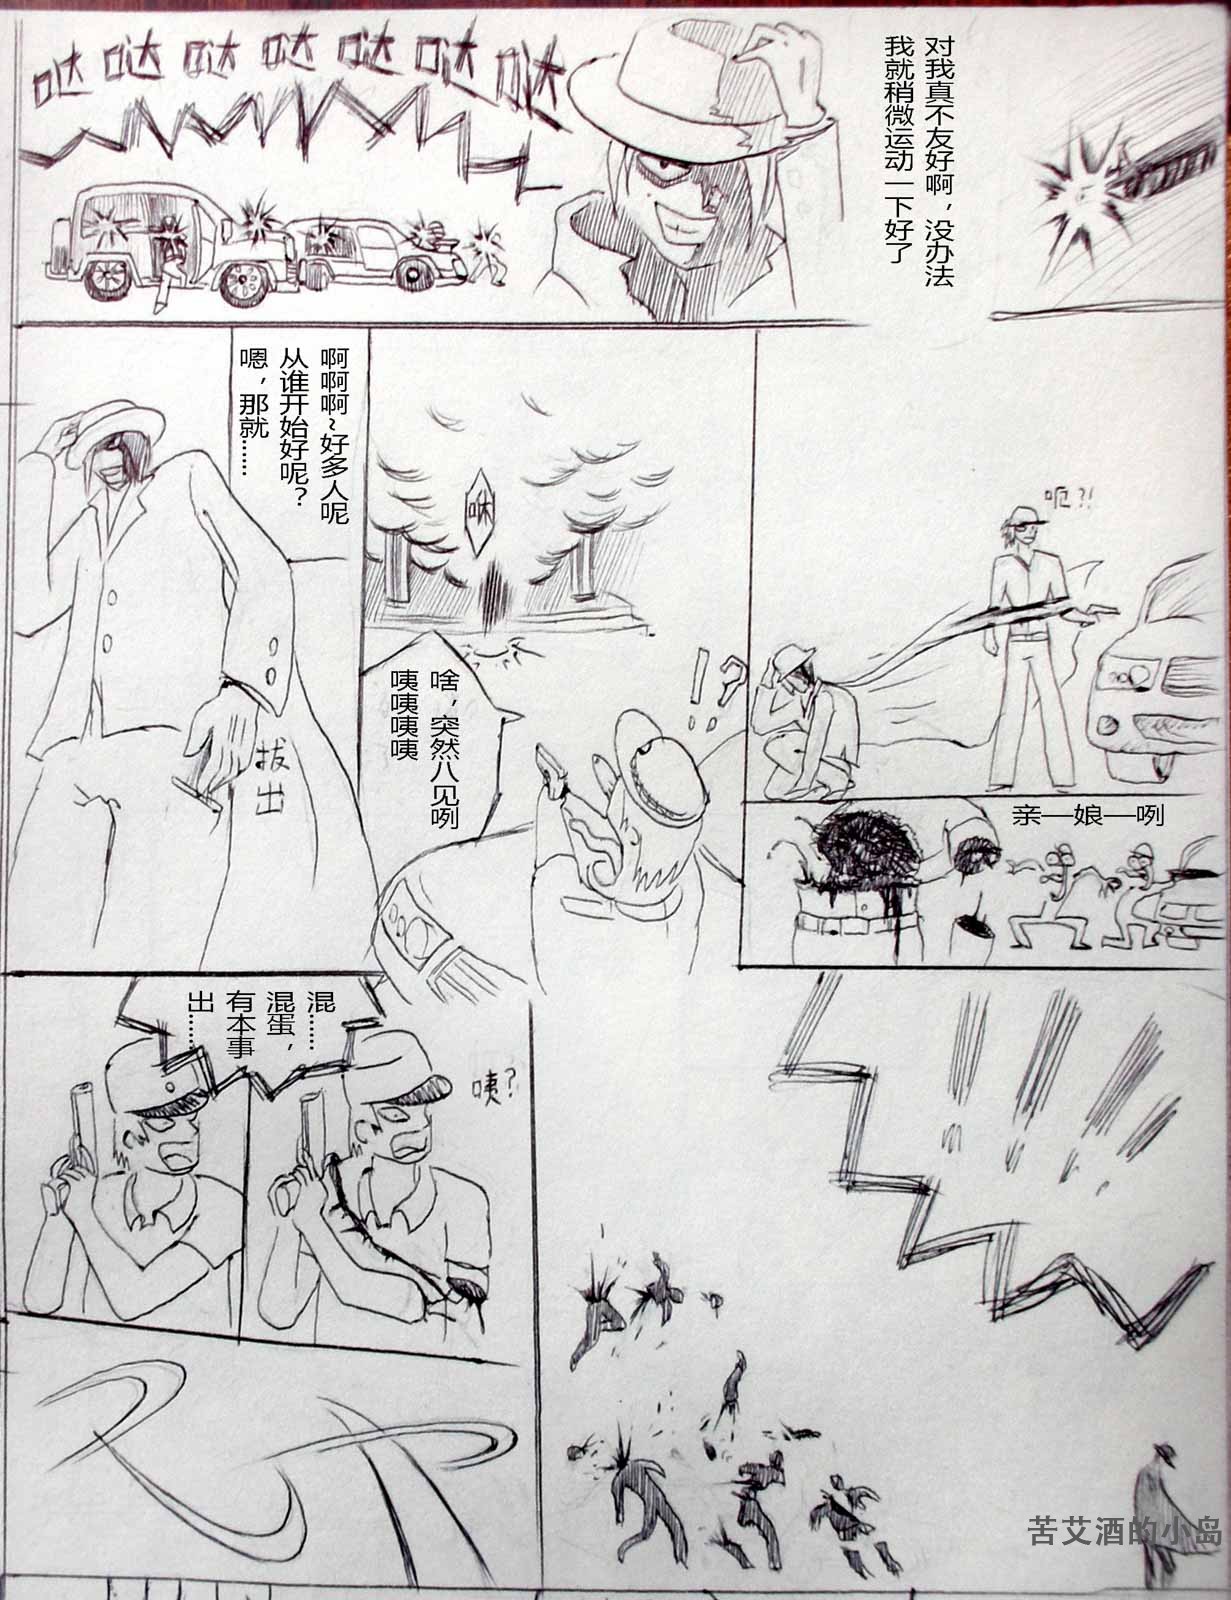 对我真不友好啊，没办法
我就稍微运动一下好了
哒哒哒哒哒哒哒
呃?!
亲—娘—咧
咻
!?
啥，突然八见咧
咦咦咦咦
啊啊啊~好多人呢
从谁开始好呢？
嗯，那就……
拔出
混……
混蛋，
有本事
出……
咦?
苦艾酒的小岛